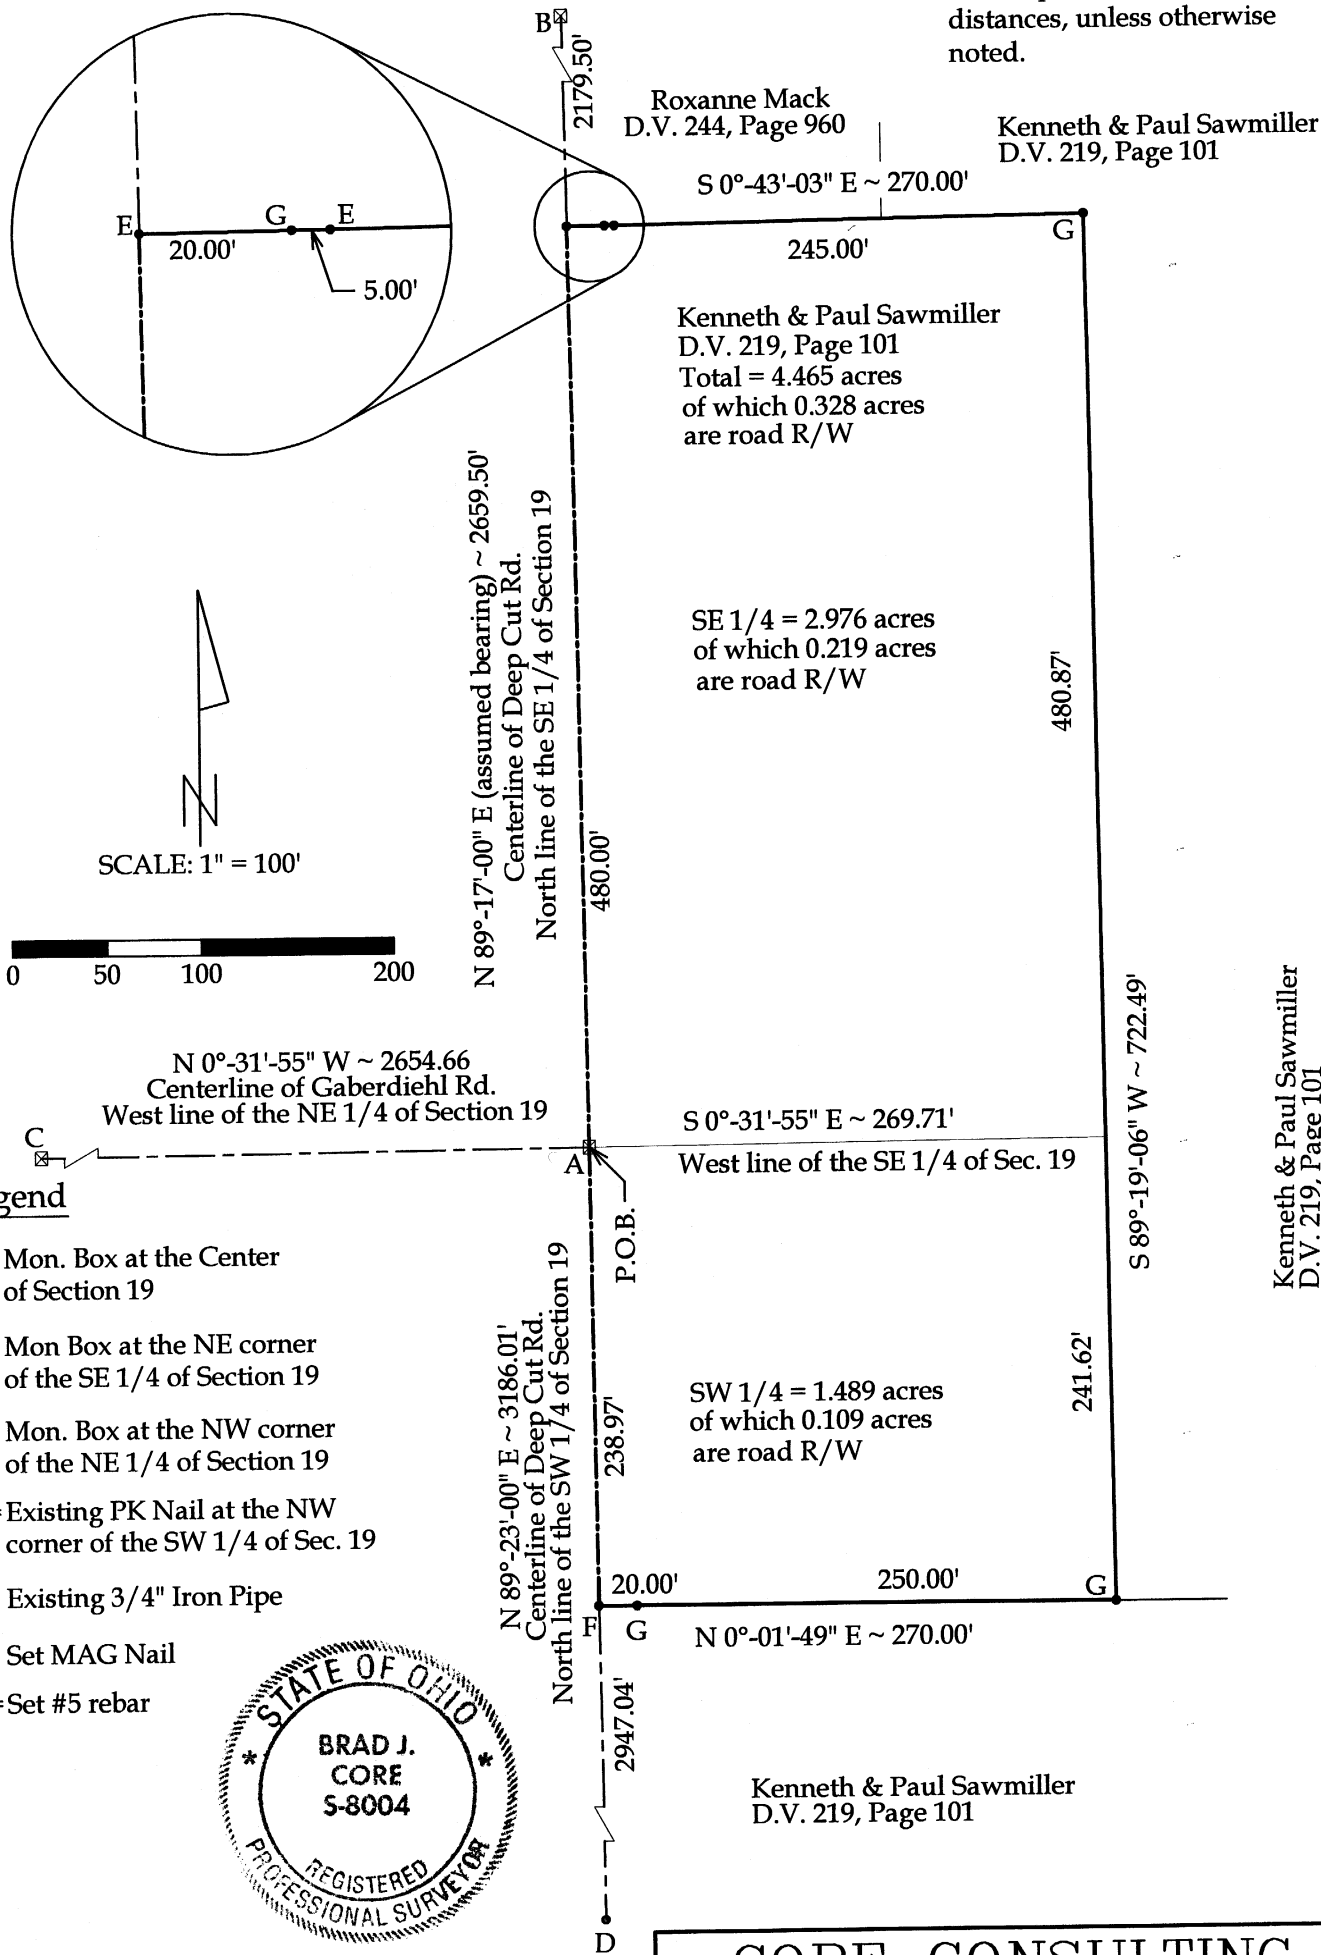 distances, unless otherwise
noted.
B
2179.50'
Roxanne Mack
D.V. 244, Page 960
Kenneth & Paul Sawmiller
D.V. 219, Page 101
S 0°-43'-03" E ~ 270.00'
E
G
E
20.00'
5.00'
245.00'
G
Kenneth & Paul Sawmiller
D.V. 219, Page 101
Total = 4.465 acres
of which 0.328 acres
are road R/W
N 89°-17'-00" E (assumed bearing) ~ 2659.50'
Centerline of Deep Cut Rd.
North line of the SE 1/4 of Section 19
480.00'
SE 1/4 = 2.976 acres
of which 0.219 acres
are road R/W
480.87'
N
SCALE: 1" = 100'
0 50 100 200
N 0°-31'-55" W ~ 2654.66
Centerline of Gaberdiehl Rd.
West line of the NE 1/4 of Section 19
C
A
P.O.B.
S 0°-31'-55" E ~ 269.71'
West line of the SE 1/4 of Sec. 19
S 89°-19'-06" W ~ 722.49'
Kenneth & Paul Sawmiller
D.V. 219, Page 101
gend
Mon. Box at the Center
of Section 19
Mon Box at the NE corner
of the SE 1/4 of Section 19
Mon. Box at the NW corner
of the NE 1/4 of Section 19
Existing PK Nail at the NW
corner of the SW 1/4 of Sec. 19
Existing 3/4" Iron Pipe
Set MAG Nail
Set #5 rebar
N 89°-23'-00" E ~ 3186.01'
Centerline of Deep Cut Rd.
North line of the SW 1/4 of Section 19
238.97'
SW 1/4 = 1.489 acres
of which 0.109 acres
are road R/W
241.62'
20.00'
250.00'
G
F
G
N 0°-01'-49" E ~ 270.00'
2947.04'
D
STATE OF OHIO
BRAD J.
CORE
S-8004
REGISTERED
PROFESSIONAL SURVEYOR
Kenneth & Paul Sawmiller
D.V. 219, Page 101
CORE CONSULTING